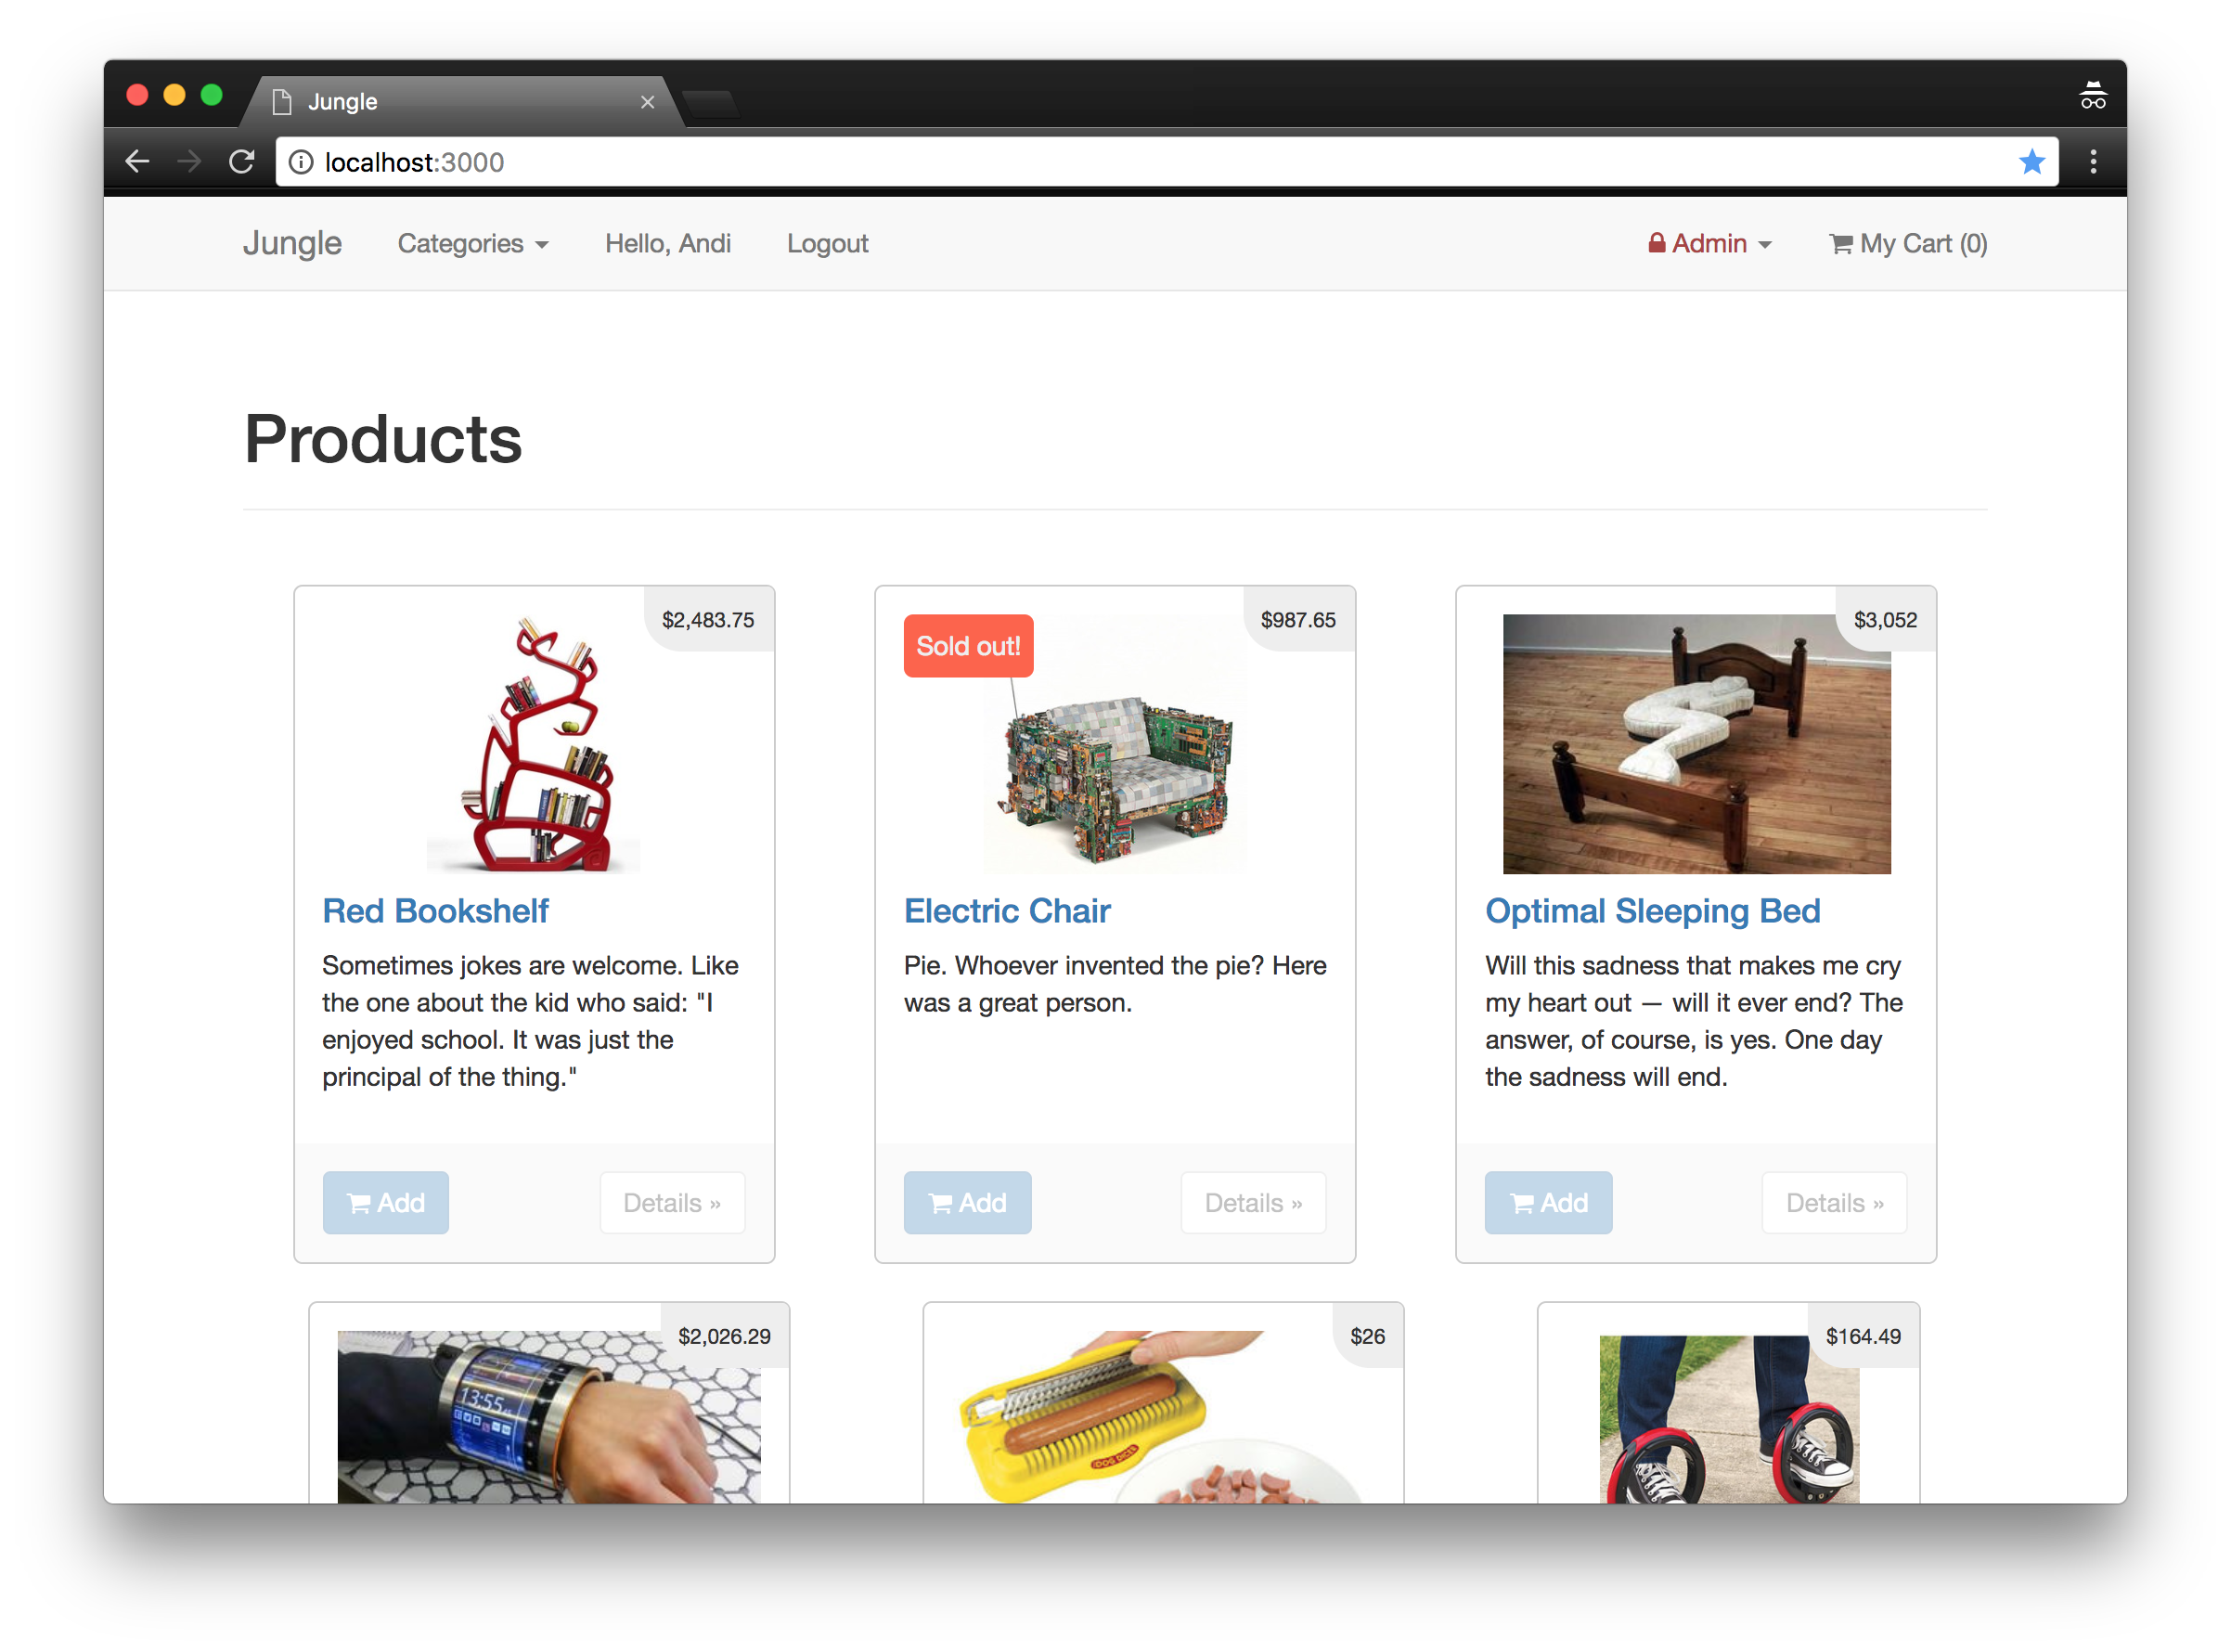 Jungle
localhost:3000
Jungle Categories Hello, Andi Logout Admin My Cart (0)
Products
$2,483.75
Red Bookshelf
Sometimes jokes are welcome. Like
the one about the kid who said: "I
enjoyed school. It was just the
principal of the thing."
Add Details »
Sold out!
$987.65
Electric Chair
Pie. Whoever invented the pie? Here
was a great person.
Add Details »
$3,052
Optimal Sleeping Bed
Will this sadness that makes me cry
my heart out — will it ever end? The
answer, of course, is yes. One day
the sadness will end.
Add Details »
$2,026.29
13:55
$26
DOG DICER
$164.49